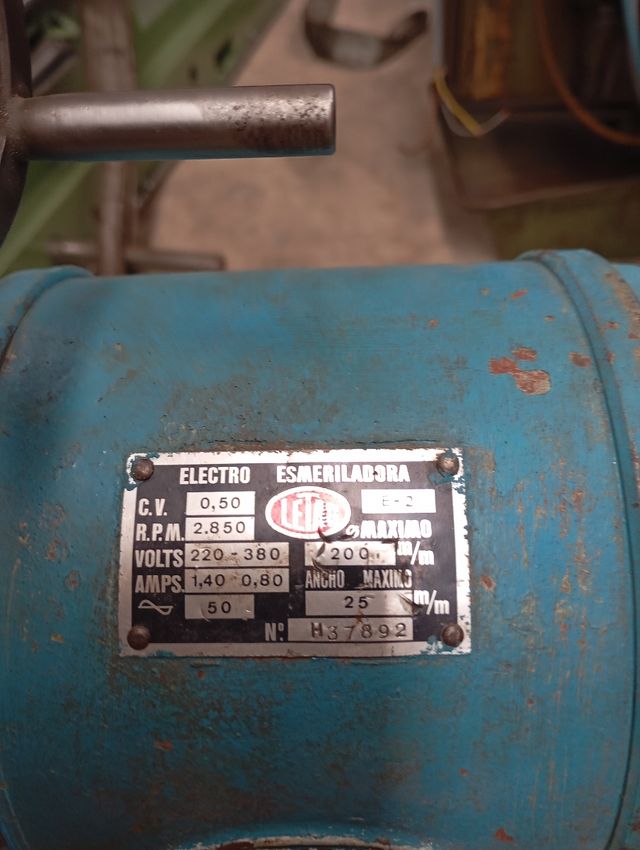 ELECTRO ESMERILADORA
C.V. 0,50 E-2
R.P.M. 2.850 Ø MAXIMO
VOLTS 220-380 200 m/m
AMPS. 1,40 0,80 ANCHO MAXIMO
50 25 m/m
Nº. H37892